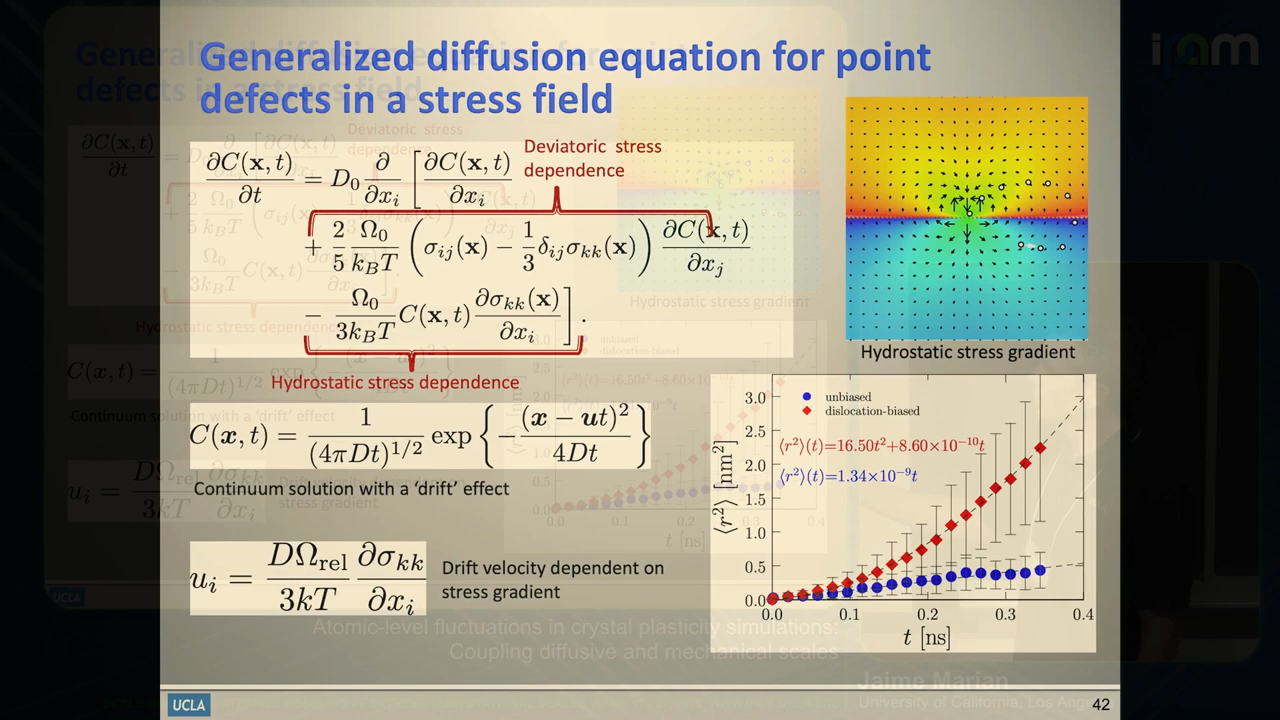 ipam
Generalized diffusion equation for point
defects in a stress field
Deviatoric stress
dependence
∂C(x, t)/∂t = D₀ ∂/∂xᵢ [ ∂C(x, t)/∂xᵢ
+ 2/5 Ω₀/k_BT ( σᵢⱼ(x) − 1/3 δᵢⱼσₖₖ(x) ) ∂C(x, t)/∂xⱼ
− Ω₀/3k_BT C(x, t) ∂σₖₖ(x)/∂xᵢ ] .
Hydrostatic stress dependence
C(x, t) = 1/(4πDt)^{1/2} exp { − (x − ut)²/4Dt }
Continuum solution with a 'drift' effect
uᵢ = DΩ_rel/3kT ∂σₖₖ/∂xᵢ
Drift velocity dependent on
stress gradient
Hydrostatic stress gradient
unbiased
dislocation-biased
⟨r²⟩(t)=16.50t²+8.60×10⁻¹⁰t
⟨r²⟩(t)=1.34×10⁻⁹t
⟨r²⟩ [nm²]
3.0
2.5
2.0
1.5
1.0
0.5
0.0
0.0 0.1 0.2 0.3 0.4
t [ns]
Atomic-level fluctuations in crystal plasticity simulations:
Coupling diffusive and mechanical scales
Jaime Marian
University of California, Los Angeles
UCLA
42